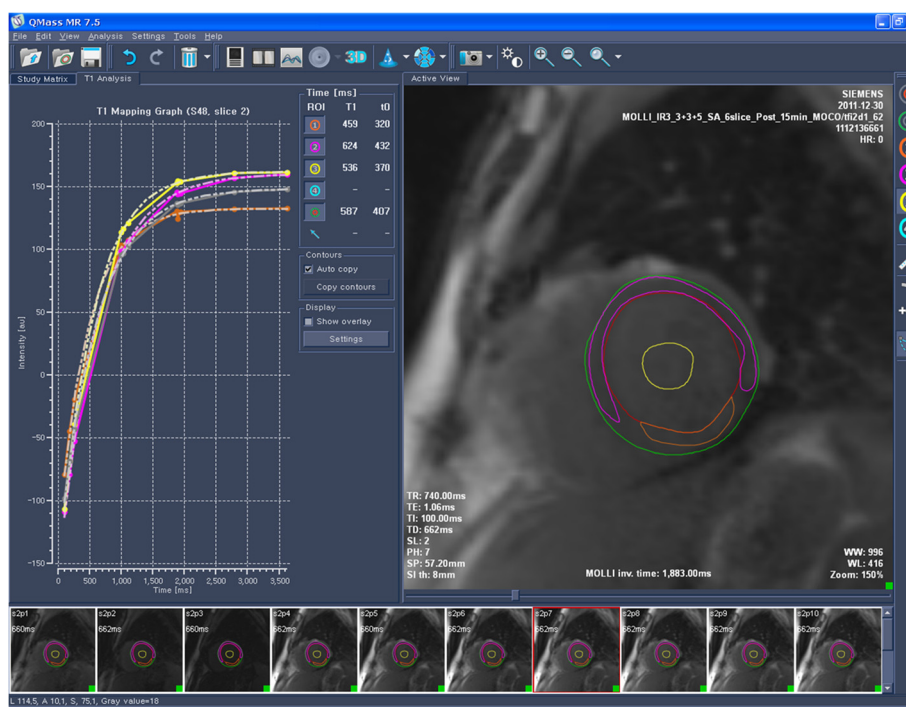 QMass MR 7.5
File Edit View Analysis Settings Tools Help
3D
Study Matrix T1 Analysis
Active View
T1 Mapping Graph (S48, slice 2)
Intensity [au]
200
150
100
50
0
-50
-100
-150
0 500 1,000 1,500 2,000 2,500 3,000 3,500
Time [ms]
Time [ms]
ROI T1 t0
1 459 320
2 624 432
3 536 370
4 - -
587 407
- -
Contours
Auto copy
Copy contours
Display
Show overlay
Settings
SIEMENS
2011-12-30
MOLLI_IR3_3+3+5_SA_6slice_Post_15min_MOCO/tfi2d1_62
1112136661
HR: 0
TR: 740.00ms
TE: 1.06ms
TI: 100.00ms
TD: 662ms
SL: 2
PH: 7
SP: 57.20mm
Sl th: 8mm
MOLLI inv. time: 1,883.00ms
WW: 996
WL: 416
Zoom: 150%
s2p1 s2p2 s2p3 s2p4 s2p5 s2p6 s2p7 s2p8 s2p9 s2p10
660ms 662ms 662ms 662ms 660ms 662ms 662ms 662ms 662ms 662ms
L 114,5, A 10,1, S, 75,1, Gray value=18